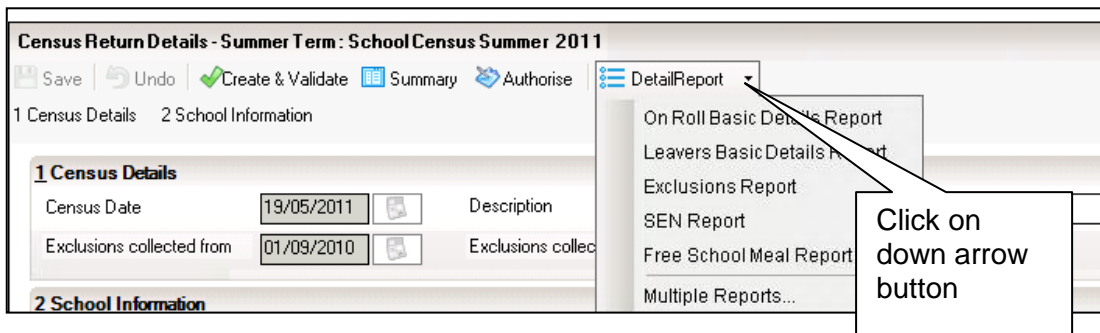 Census Return Details - Summer Term : School Census Summer 2011
Save Undo Create & Validate Summary Authorise DetailReport
1 Census Details 2 School Information
On Roll Basic Details Report
Leavers Basic Details Report
1 Census Details
Exclusions Report
Census Date 19/05/2011 Description
SEN Report
Exclusions collected from 01/09/2010 Exclusions collec
Free School Meal Report
Multiple Reports...
2 School Information
Click on
down arrow
button